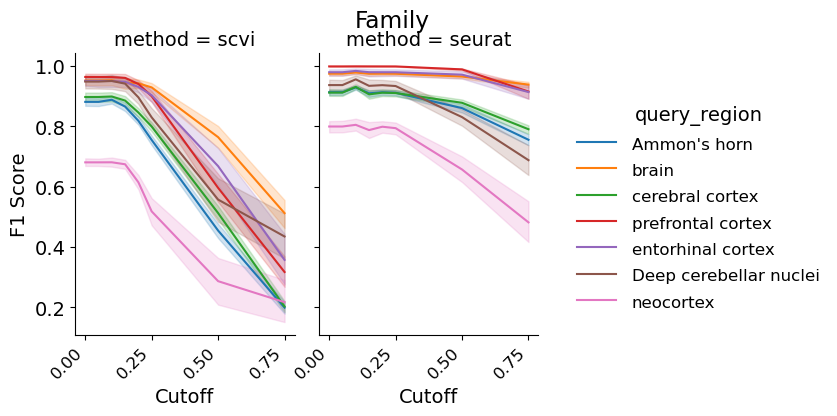 Family
method = scvi
method = seurat
F1 Score
1.0
0.8
0.6
0.4
0.2
0.00
0.25
0.50
0.75
Cutoff
0.00
0.25
0.50
0.75
Cutoff
query_region
Ammon's horn
brain
cerebral cortex
prefrontal cortex
entorhinal cortex
Deep cerebellar nuclei
neocortex